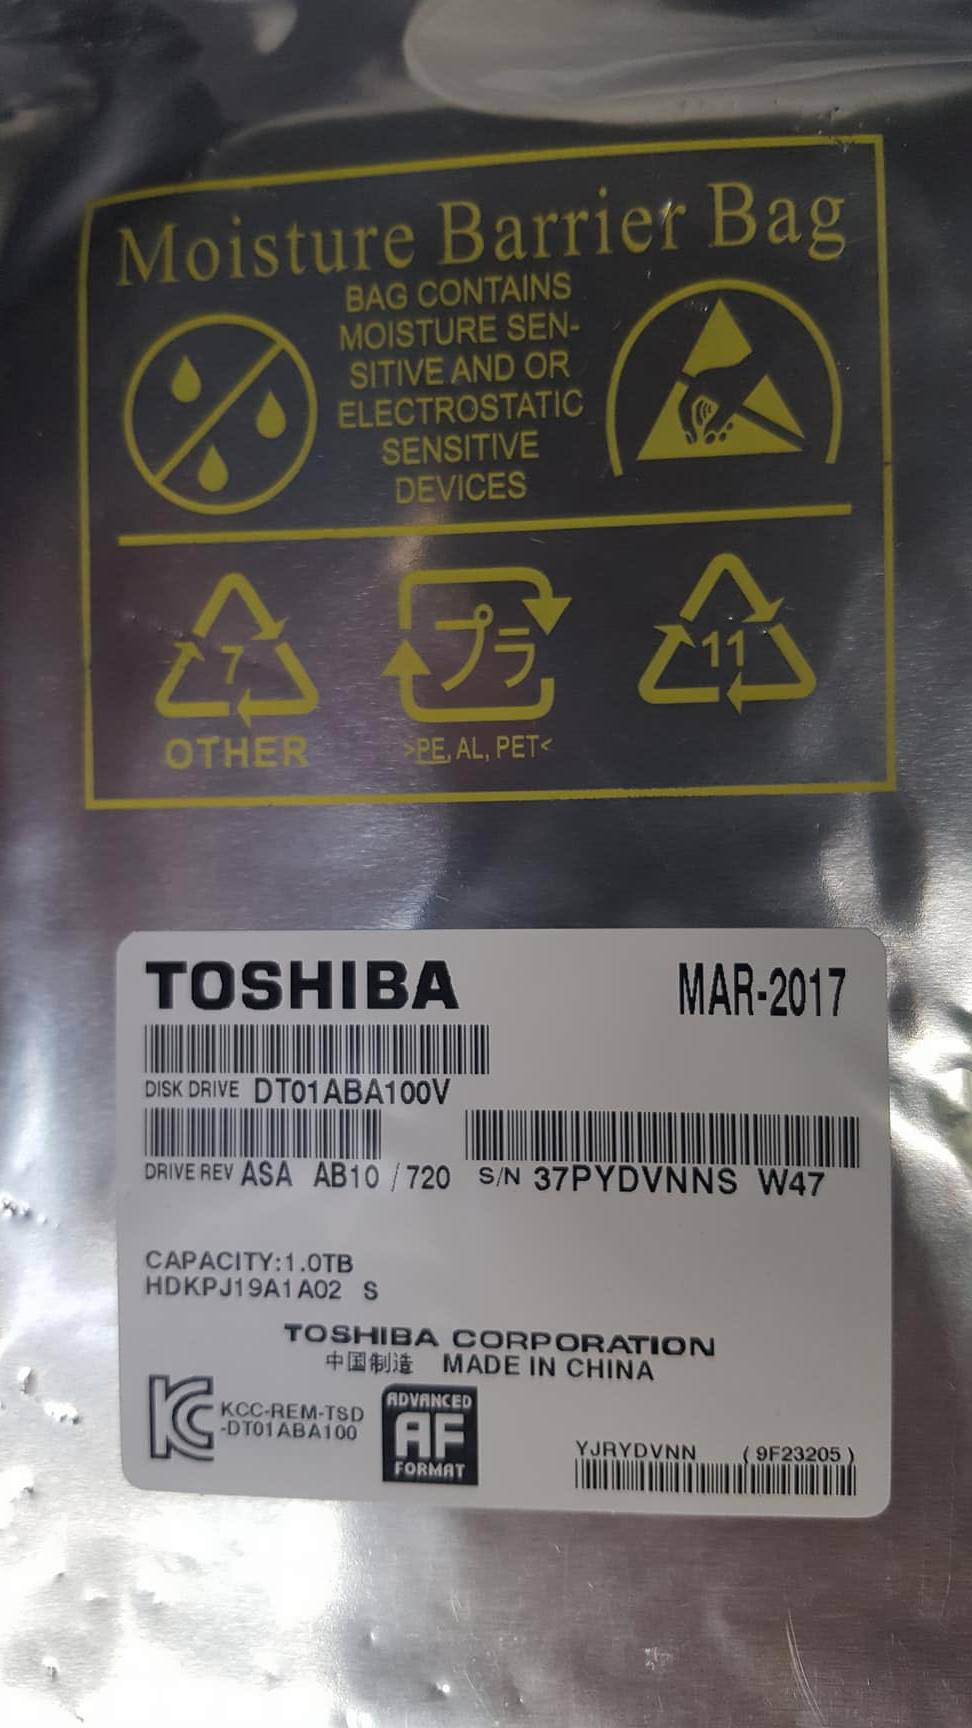 Moisture Barrier Bag
BAG CONTAINS
MOISTURE SEN-
SITIVE AND OR
ELECTROSTATIC
SENSITIVE
DEVICES
7
プラ
11
OTHER
>PE, AL, PET<
TOSHIBA
MAR-2017
DISK DRIVE DT01ABA100V
DRIVE REV ASA AB10 / 720 S/N 37PYDVNNS W47
CAPACITY:1.0TB
HDKPJ19A1A02 S
TOSHIBA CORPORATION
中国制造 MADE IN CHINA
KCC-REM-TSD
-DT01ABA100
ADVANCED
AF
FORMAT
YJRYDVNN (9F23205)